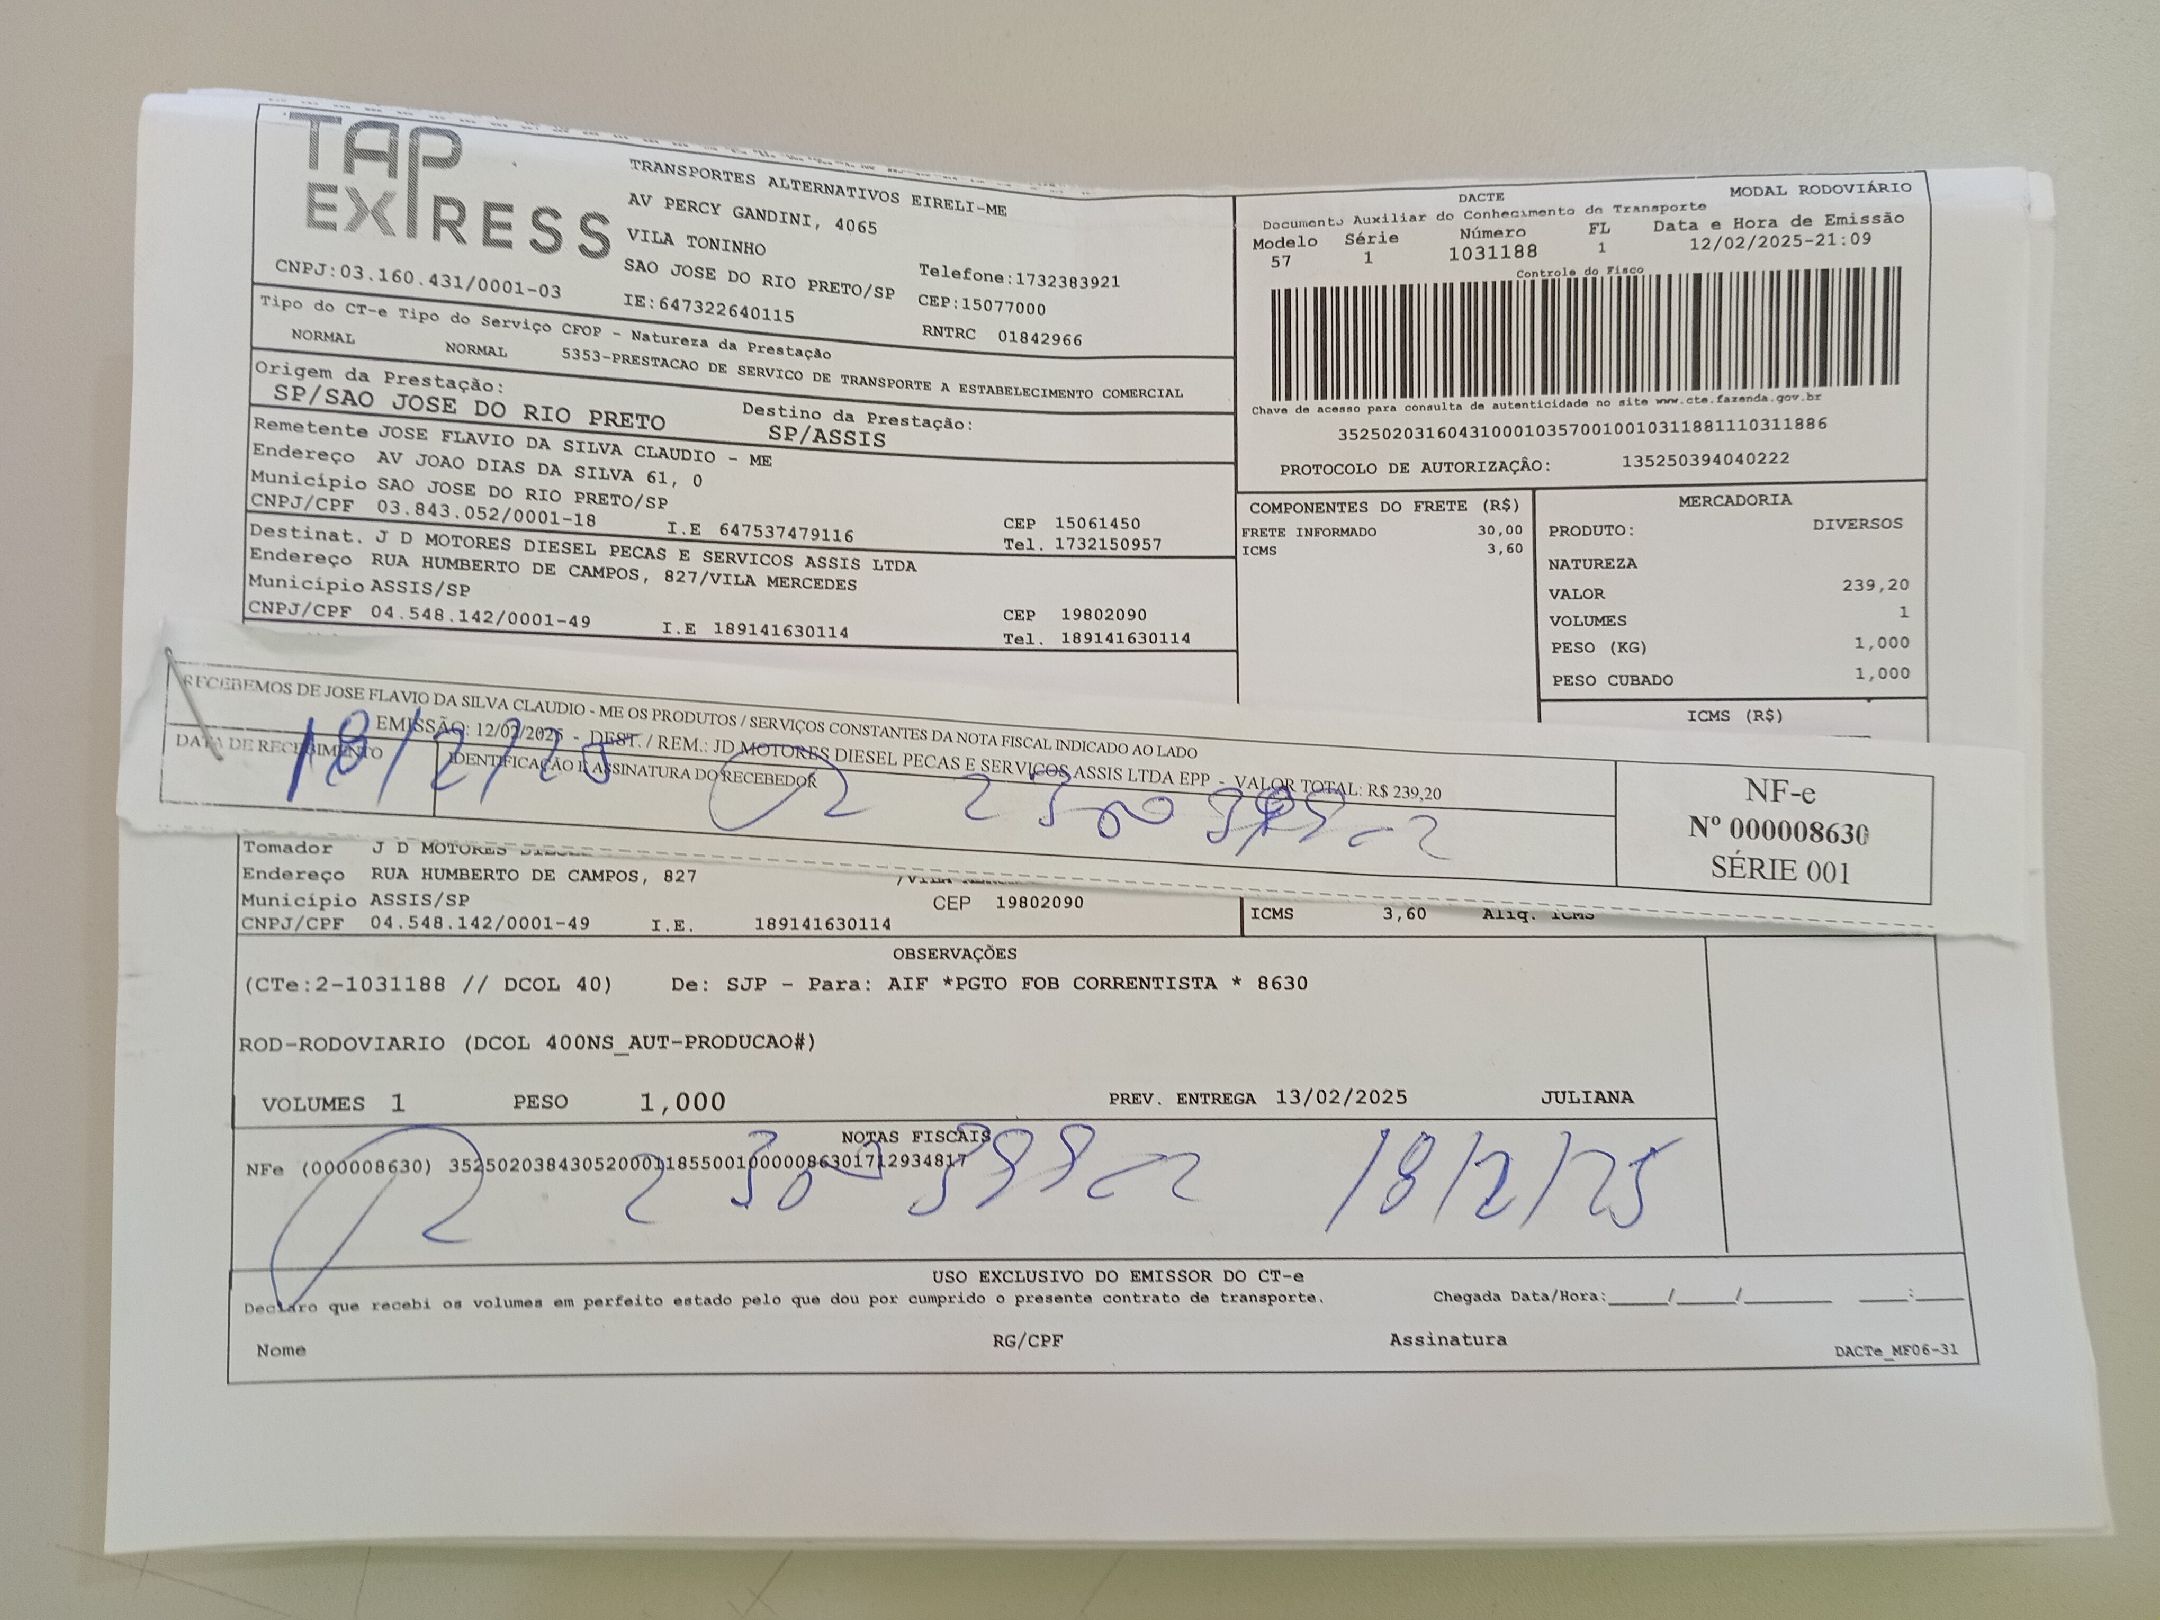 TAP
EXPRESS
TRANSPORTES ALTERNATIVOS EIRELI-ME
AV PERCY GANDINI, 4065
VILA TONINHO
SAO JOSE DO RIO PRETO/SP
Telefone:1732383921
CNPJ:03.160.431/0001-03
IE:647322640115
CEP:15077000
RNTRC 01842966
Tipo do CT-e Tipo do Serviço CFOP - Natureza da Prestação
NORMAL NORMAL 5353-PRESTACAO DE SERVICO DE TRANSPORTE A ESTABELECIMENTO COMERCIAL
Origem da Prestação: Destino da Prestação:
SP/SAO JOSE DO RIO PRETO SP/ASSIS
Remetente JOSE FLAVIO DA SILVA CLAUDIO - ME
Endereço AV JOAO DIAS DA SILVA 61, 0
Município SAO JOSE DO RIO PRETO/SP CEP 15061450
CNPJ/CPF 03.843.052/0001-18 I.E 647537479116 Tel. 1732150957
Destinat. J D MOTORES DIESEL PECAS E SERVICOS ASSIS LTDA
Endereço RUA HUMBERTO DE CAMPOS, 827/VILA MERCEDES
Município ASSIS/SP CEP 19802090
CNPJ/CPF 04.548.142/0001-49 I.E 189141630114 Tel. 189141630114
DACTE MODAL RODOVIÁRIO
Documento Auxiliar do Conhecimento de Transporte
Modelo Série Número FL Data e Hora de Emissão
57 1 1031188 1 12/02/2025-21:09
Controle do Fisco
Chave de acesso para consulta de autenticidade no site www.cte.fazenda.gov.br
35250203160431000103570010010311881110311886
PROTOCOLO DE AUTORIZAÇÂO: 135250394040222
COMPONENTES DO FRETE (R$)
FRETE INFORMADO 30,00
ICMS 3,60
MERCADORIA
PRODUTO: DIVERSOS
NATUREZA
VALOR 239,20
VOLUMES 1
PESO (KG) 1,000
PESO CUBADO 1,000
ICMS (R$)
RECEBEMOS DE JOSE FLAVIO DA SILVA CLAUDIO - ME OS PRODUTOS / SERVIÇOS CONSTANTES DA NOTA FISCAL INDICADO AO LADO
EMISSÃO: 12/02/2025 - DEST. / REM.: JD MOTORES DIESEL PECAS E SERVIÇOS ASSIS LTDA EPP - VALOR TOTAL: R$ 239,20
DATA DE RECEBIMENTO IDENTIFICAÇÃO E ASSINATURA DO RECEBEDOR
18/2/25
NF-e
Nº 000008630
SÉRIE 001
Tomador J D MOTORES
Endereço RUA HUMBERTO DE CAMPOS, 827
Município ASSIS/SP CEP 19802090
CNPJ/CPF 04.548.142/0001-49 I.E. 189141630114
ICMS 3,60 Aliq. ICMS
OBSERVAÇÕES
(CTe:2-1031188 // DCOL 40) De: SJP - Para: AIF *PGTO FOB CORRENTISTA * 8630
ROD-RODOVIARIO (DCOL 400NS_AUT-PRODUCAO#)
VOLUMES 1 PESO 1,000 PREV. ENTREGA 13/02/2025 JULIANA
NOTAS FISCAIS
NFe (000008630) 35250203843052000118550010000086301712934817
18/2/25
USO EXCLUSIVO DO EMISSOR DO CT-e
Declaro que recebi os volumes em perfeito estado pelo que dou por cumprido o presente contrato de transporte. Chegada Data/Hora:_____/_____/________ ____:____
Nome RG/CPF Assinatura
DACTe_MF06-31